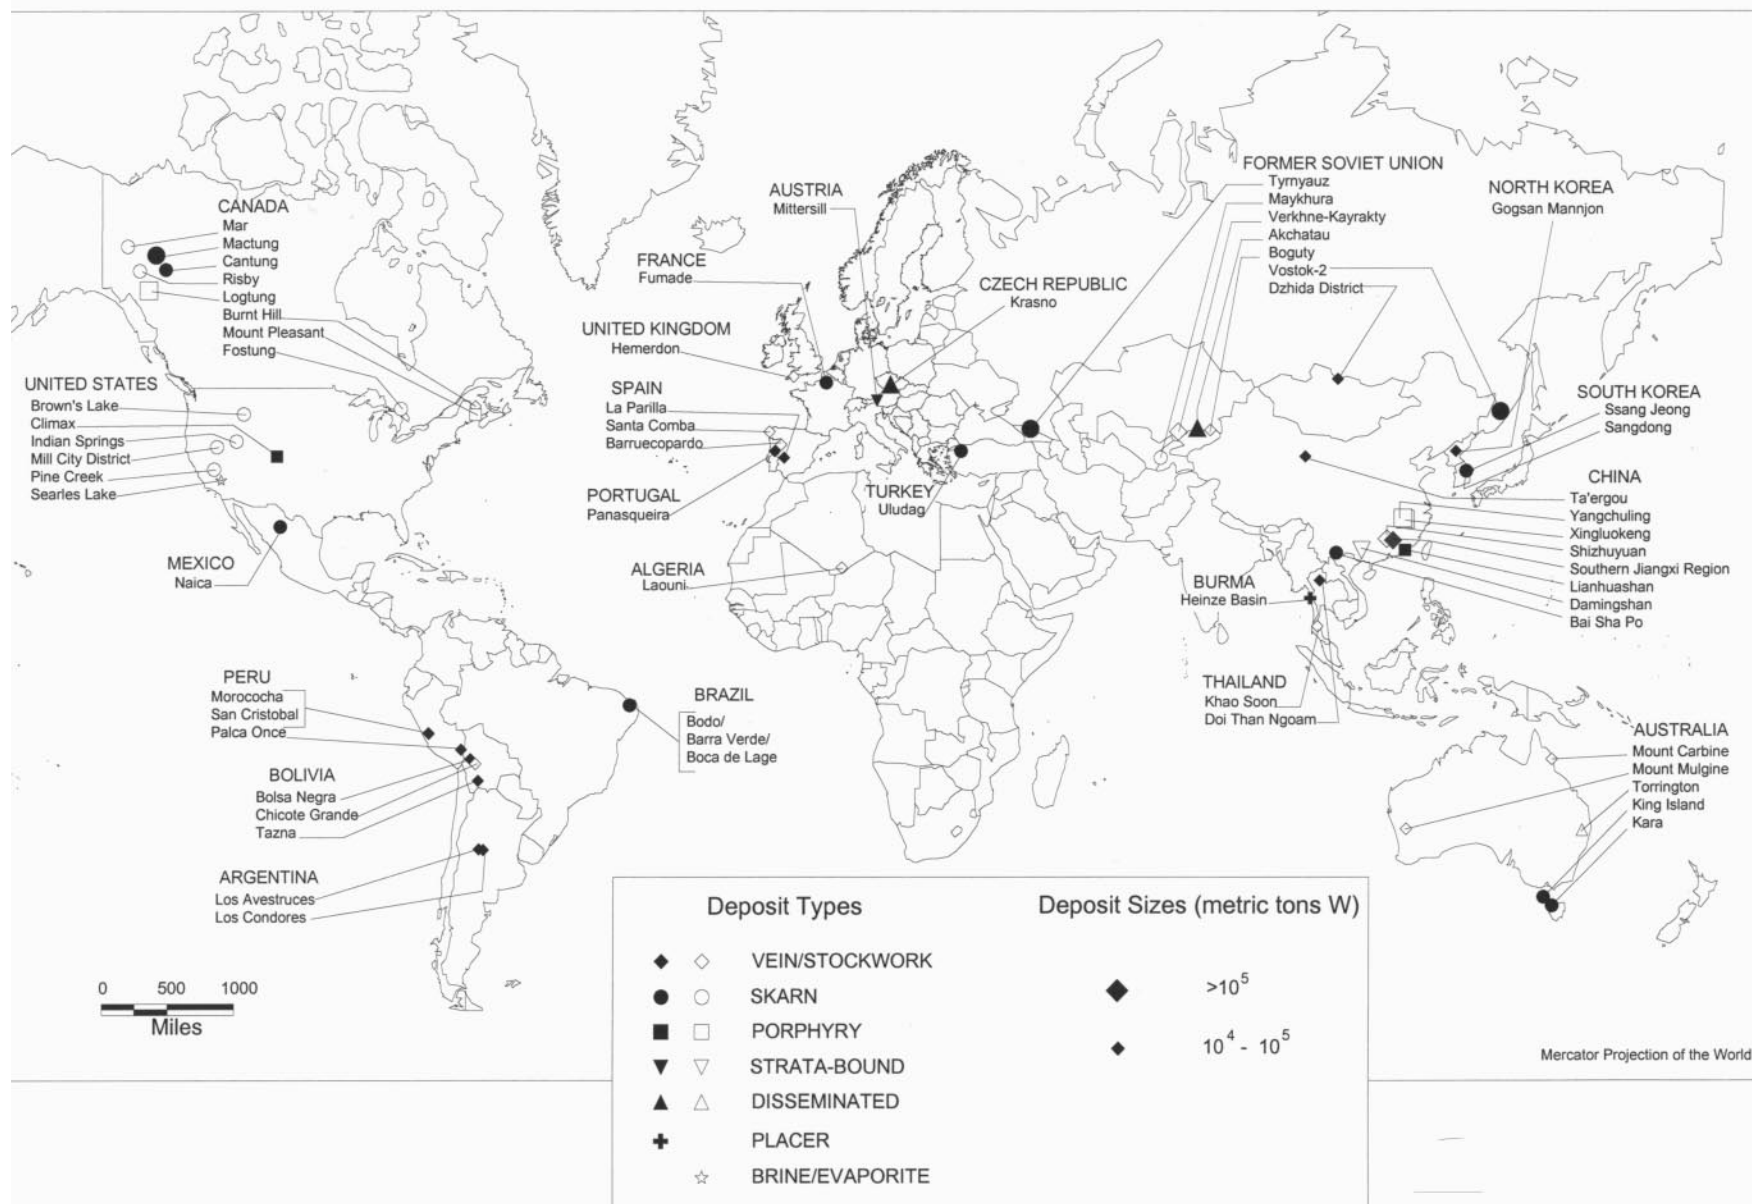 CANADA
Mar
Mactung
Cantung
Risby
Logtung
Burnt Hill
Mount Pleasant
Fostung
UNITED STATES
Brown's Lake
Climax
Indian Springs
Mill City District
Pine Creek
Searles Lake
MEXICO
Naica
PERU
Morococha
San Cristobal
Palca Once
BOLIVIA
Bolsa Negra
Chicote Grande
Tazna
ARGENTINA
Los Avestruces
Los Condores
BRAZIL
Bodo/
Barra Verde/
Boca de Lage
AUSTRIA
Mittersill
FRANCE
Fumade
CZECH REPUBLIC
Krasno
UNITED KINGDOM
Hemerdon
SPAIN
La Parilla
Santa Comba
Barruecopardo
PORTUGAL
Panasqueira
TURKEY
Uludag
ALGERIA
Laouni
FORMER SOVIET UNION
Tyrnyauz
Maykhura
Verkhne-Kayrakty
Akchatau
Boguty
Vostok-2
Dzhida District
NORTH KOREA
Gogsan Mannjon
SOUTH KOREA
Ssang Jeong
Sangdong
CHINA
Ta'ergou
Yangchuling
Xingluokeng
Shizhuyuan
Southern Jiangxi Region
Lianhuashan
Damingshan
Bai Sha Po
BURMA
Heinze Basin
THAILAND
Khao Soon
Doi Than Ngoam
AUSTRALIA
Mount Carbine
Mount Mulgine
Torrington
King Island
Kara
0 500 1000
Miles
Deposit Types
VEIN/STOCKWORK
SKARN
PORPHYRY
STRATA-BOUND
DISSEMINATED
PLACER
BRINE/EVAPORITE
Deposit Sizes (metric tons W)
>10⁵
10⁴ - 10⁵
Mercator Projection of the World